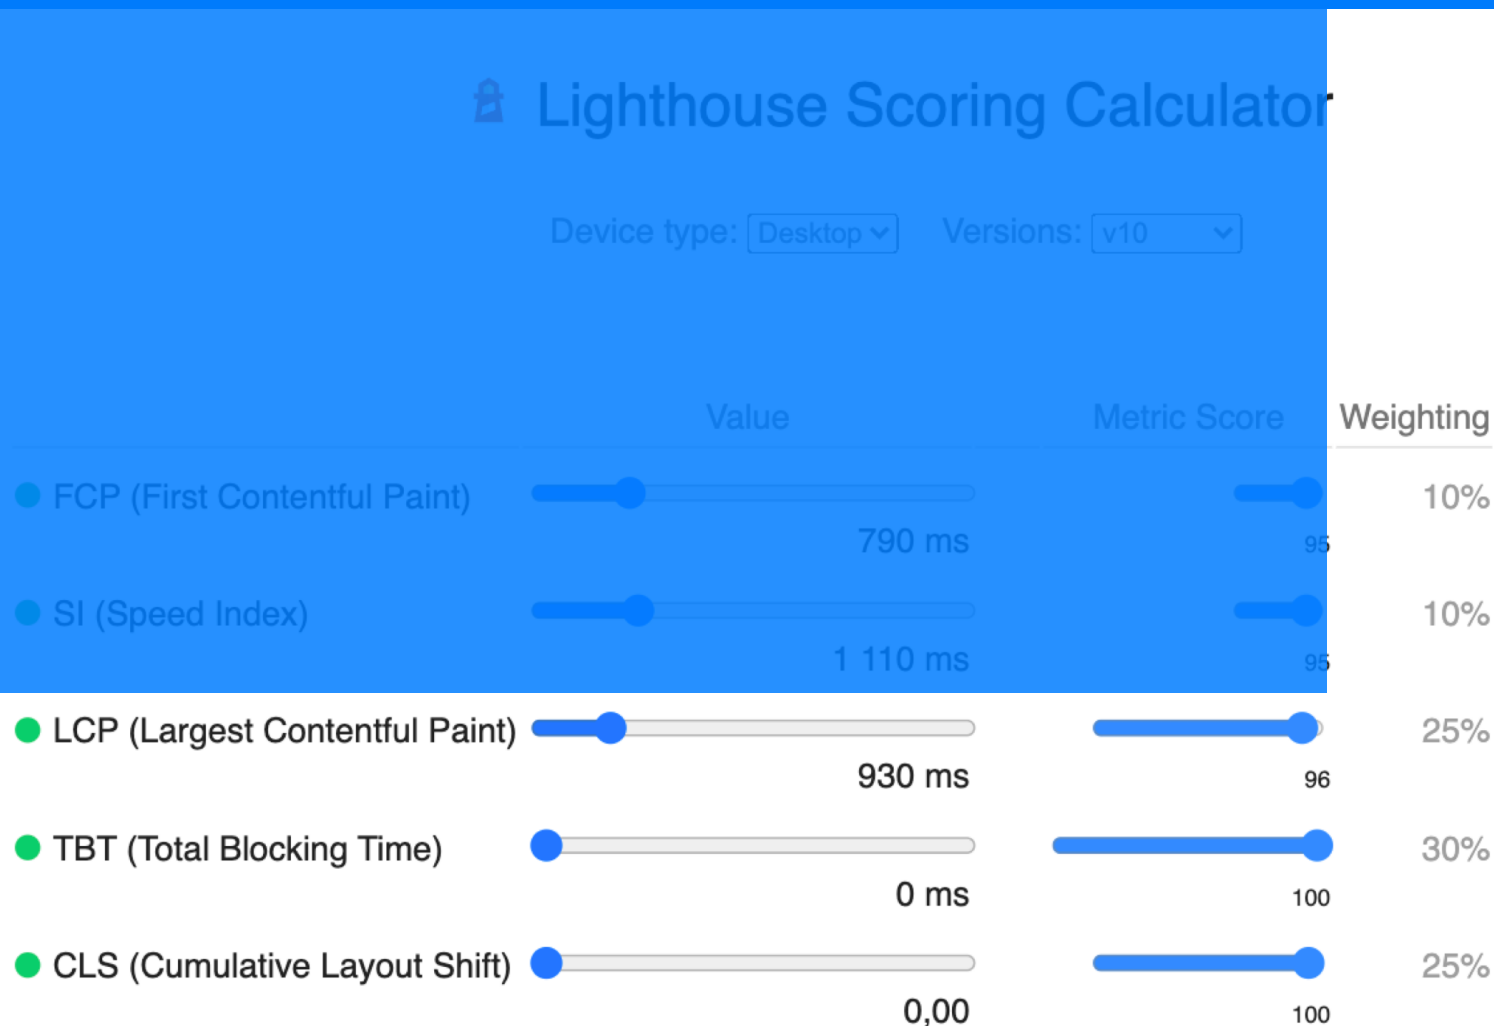 Lighthouse Scoring Calculator
Device type: Desktop Versions: v10
Value Metric Score Weighting
FCP (First Contentful Paint) 10%
790 ms 95
SI (Speed Index) 10%
1 110 ms 95
LCP (Largest Contentful Paint) 25%
930 ms 96
TBT (Total Blocking Time) 30%
0 ms 100
CLS (Cumulative Layout Shift) 25%
0,00 100